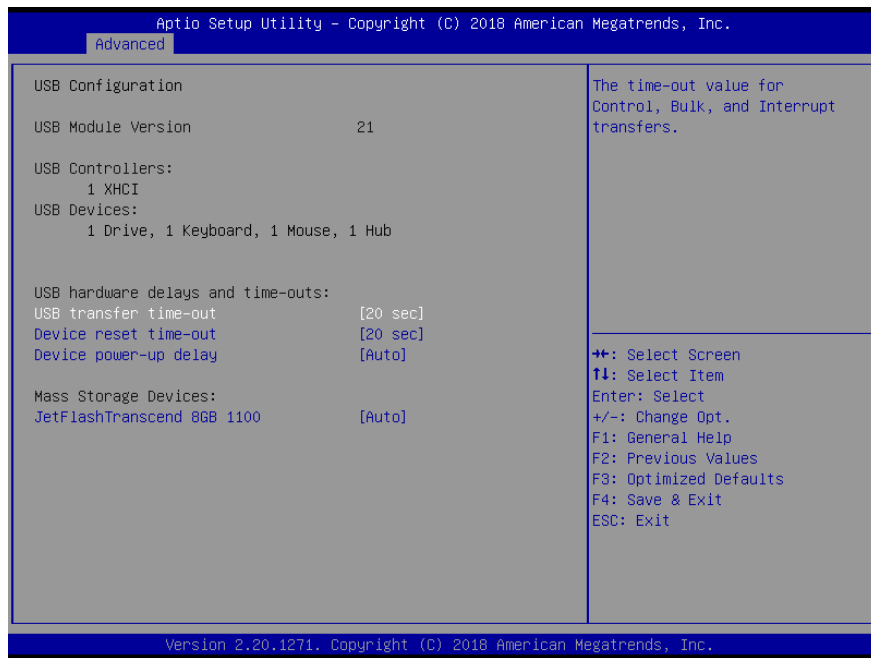 Aptio Setup Utility – Copyright (C) 2018 American Megatrends, Inc.
Advanced
USB Configuration
USB Module Version 21
USB Controllers:
1 XHCI
USB Devices:
1 Drive, 1 Keyboard, 1 Mouse, 1 Hub
USB hardware delays and time-outs:
USB transfer time-out [20 sec]
Device reset time-out [20 sec]
Device power-up delay [Auto]
Mass Storage Devices:
JetFlashTranscend 8GB 1100 [Auto]
The time-out value for
Control, Bulk, and Interrupt
transfers.
→←: Select Screen
↑↓: Select Item
Enter: Select
+/-: Change Opt.
F1: General Help
F2: Previous Values
F3: Optimized Defaults
F4: Save & Exit
ESC: Exit
Version 2.20.1271. Copyright (C) 2018 American Megatrends, Inc.